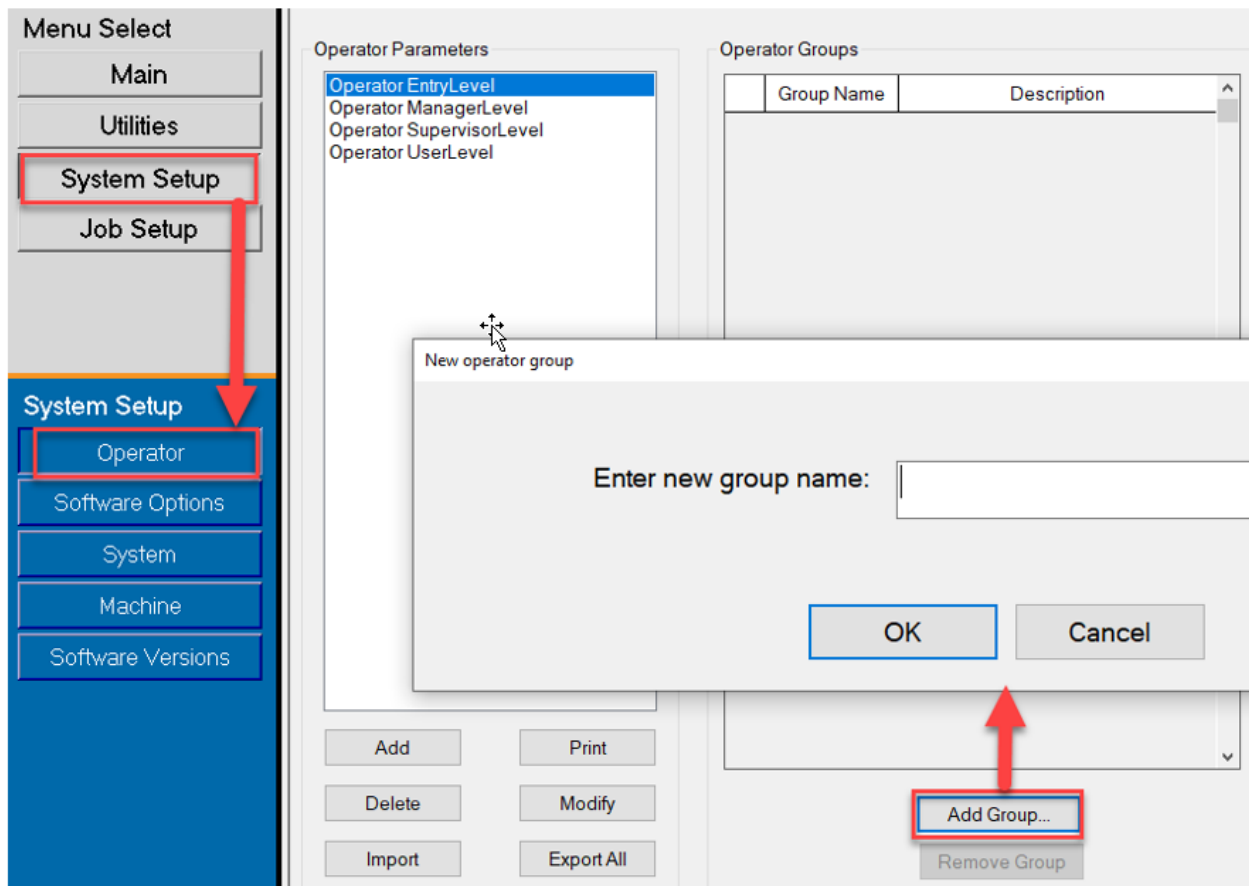 Menu Select
Main
Utilities
System Setup
Job Setup
System Setup
Operator
Software Options
System
Machine
Software Versions
Operator Parameters
Operator EntryLevel
Operator ManagerLevel
Operator SupervisorLevel
Operator UserLevel
Add
Print
Delete
Modify
Import
Export All
Operator Groups
Group Name
Description
New operator group
Enter new group name:
OK
Cancel
Add Group...
Remove Group